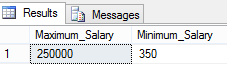 Results Messages
Maximum_Salary Minimum_Salary
1 250000 350